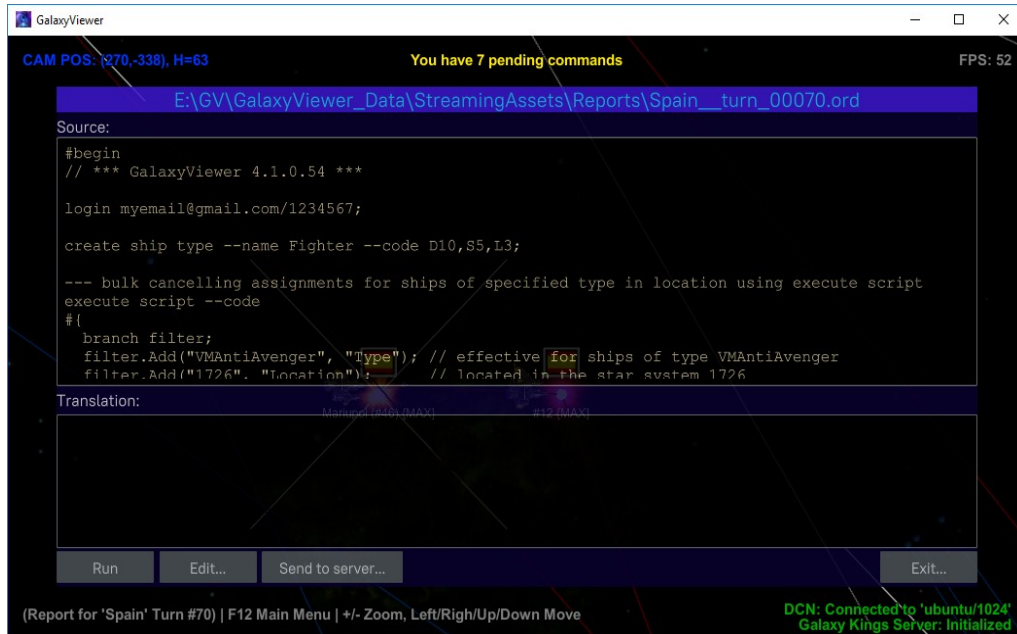 GalaxyViewer
CAM POS: (270,-338), H=63
You have 7 pending commands
FPS: 52
E:\GV\GalaxyViewer_Data\StreamingAssets\Reports\Spain__turn_00070.ord
Source:
#begin
// *** GalaxyViewer 4.1.0.54 ***
login myemail@gmail.com/1234567;
create ship type --name Fighter --code D10,S5,L3;
--- bulk cancelling assignments for ships of specified type in location using execute script
execute script --code
#{
branch filter;
filter.Add("VMAntiAvenger", "Type"); // effective for ships of type VMAntiAvenger
filter.Add("1726", "Location"); // located in the star system 1726
Translation:
Mariupol (#46) (MAX)
#12 (MAX)
Run
Edit...
Send to server...
Exit...
(Report for 'Spain' Turn #70) | F12 Main Menu | +/- Zoom, Left/Righ/Up/Down Move
DCN: Connected to 'ubuntu/1024'
Galaxy Kings Server: Initialized